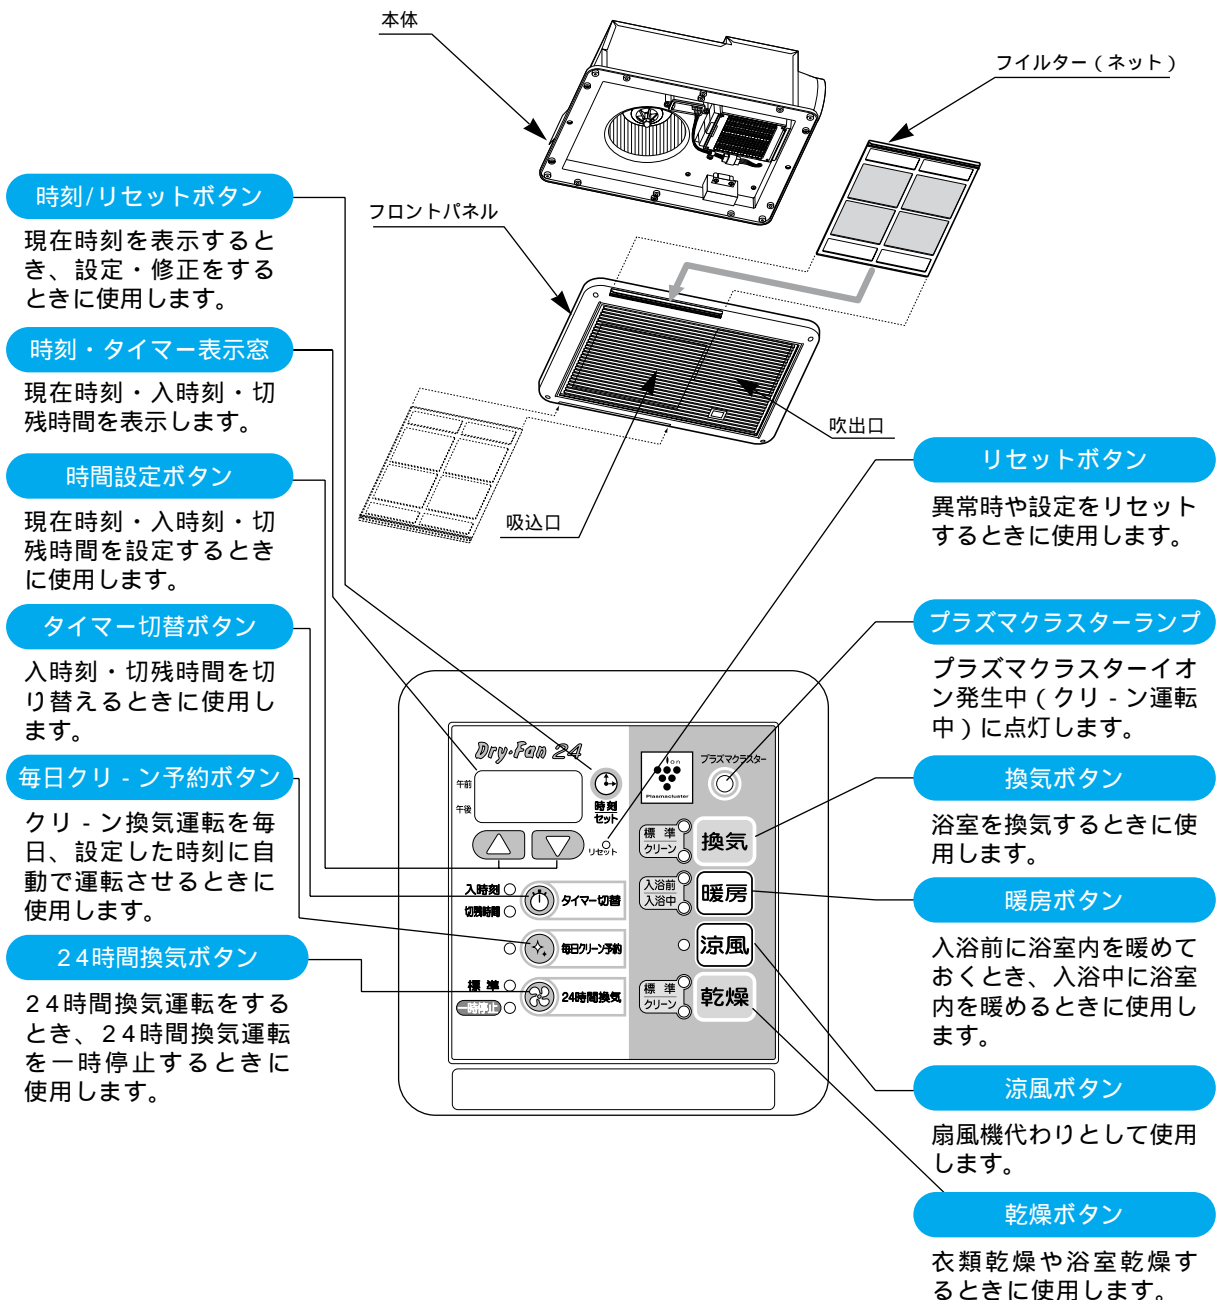 本体
フイルター（ネット）
フロントパネル
吹出口
吸込口
時刻/リセットボタン
現在時刻を表示すると
き、設定・修正をする
ときに使用します。
時刻・タイマー表示窓
現在時刻・入時刻・切
残時間を表示します。
時間設定ボタン
現在時刻・入時刻・切
残時間を設定するとき
に使用します。
タイマー切替ボタン
入時刻・切残時間を切
り替えるときに使用し
ます。
毎日クリ‐ン予約ボタン
クリ‐ン換気運転を毎
日、設定した時刻に自
動で運転させるときに
使用します。
24時間換気ボタン
24時間換気運転をする
とき、24時間換気運転
を一時停止するときに
使用します。
Dry・Fan 24
午前
午後
時刻
セット
リセット
入時刻
切残時間
タイマー切替
毎日クリーン予約
標準
一時停止
24時間換気
ion
Plasmacluster
プラズマクラスター
標準
クリーン
換気
入浴前
入浴中
暖房
涼風
標準
クリーン
乾燥
リセットボタン
異常時や設定をリセット
するときに使用します。
プラズマクラスターランプ
プラズマクラスターイオ
ン発生中（クリ‐ン運転
中）に点灯します。
換気ボタン
浴室を換気するときに使
用します。
暖房ボタン
入浴前に浴室内を暖めて
おくとき、入浴中に浴室
内を暖めるときに使用し
ます。
涼風ボタン
扇風機代わりとして使用
します。
乾燥ボタン
衣類乾燥や浴室乾燥す
るときに使用します。